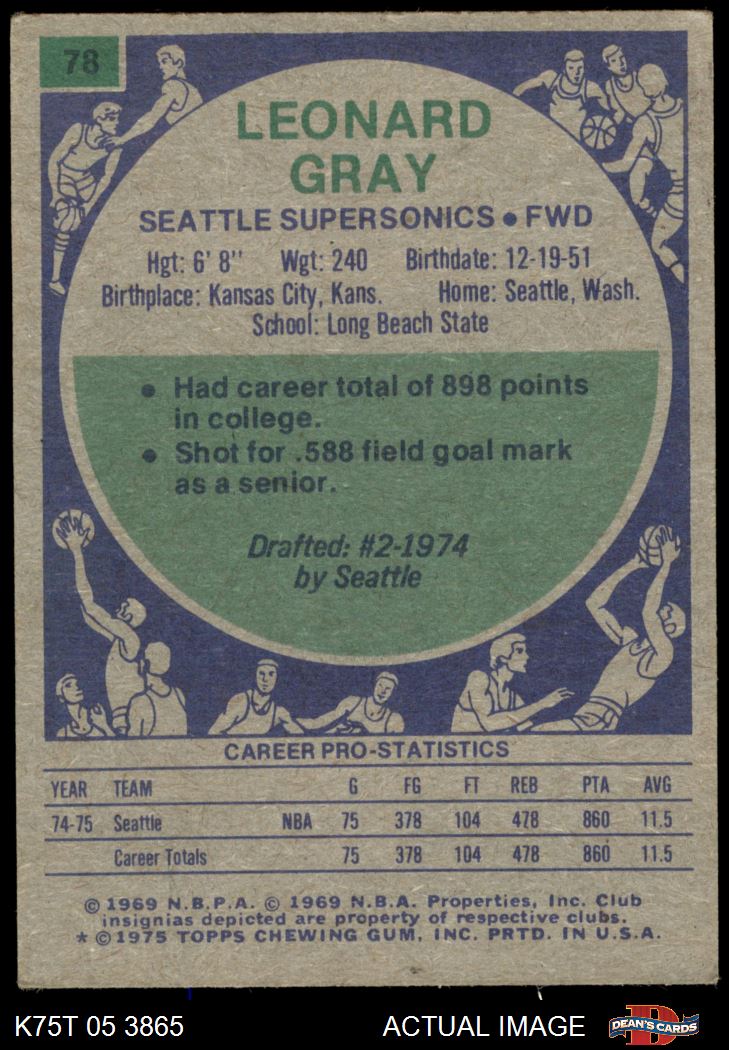 78
LEONARD
GRAY
SEATTLE SUPERSONICS • FWD
Hgt: 6' 8" Wgt: 240 Birthdate: 12-19-51
Birthplace: Kansas City, Kans. Home: Seattle, Wash.
School: Long Beach State
• Had career total of 898 points
in college.
• Shot for .588 field goal mark
as a senior.
Drafted: #2-1974
by Seattle
CAREER PRO-STATISTICS
YEAR TEAM G FG FT REB PTA AVG
74-75 Seattle NBA 75 378 104 478 860 11.5
Career Totals 75 378 104 478 860 11.5
© 1969 N.B.P.A. © 1969 N.B.A. Properties, Inc. Club
insignias depicted are property of respective clubs.
* © 1975 TOPPS CHEWING GUM, INC. PRTD. IN U.S.A.
K75T 05 3865 ACTUAL IMAGE D DEAN'S CARDS